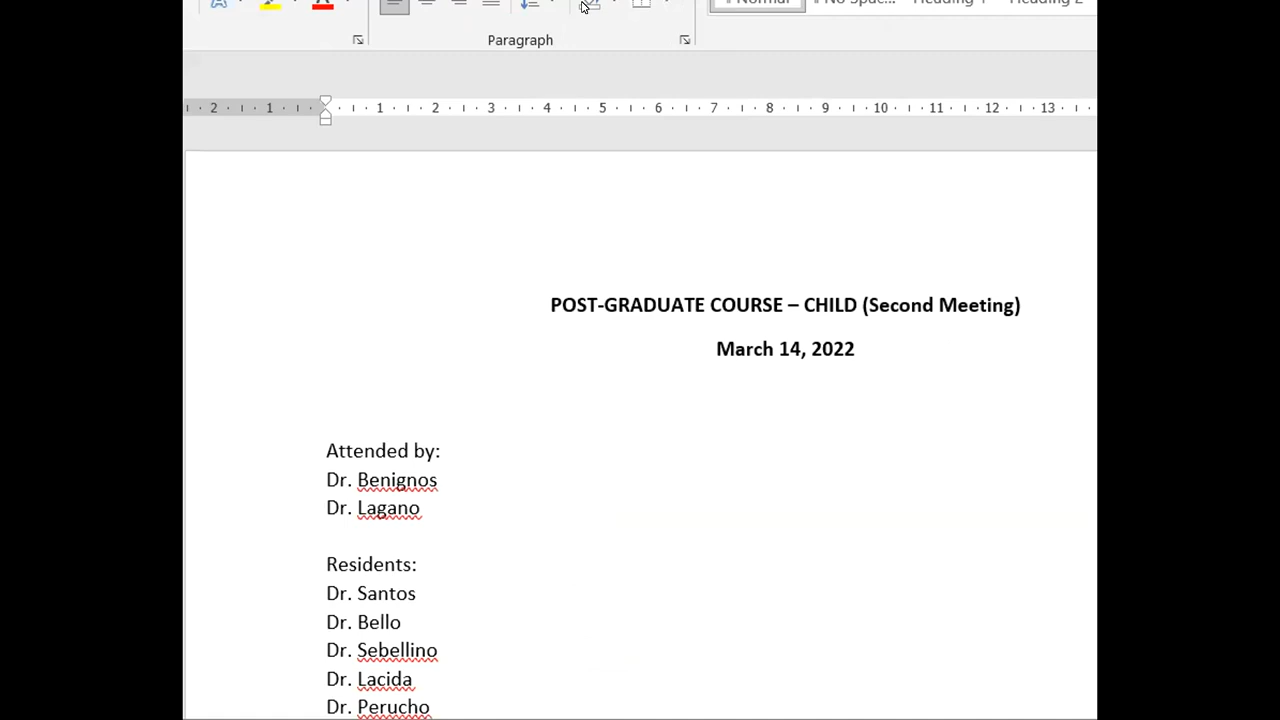 Normal No Spac... Heading 1 Heading 2
Paragraph
2 1 1 2 3 4 5 6 7 8 9 10 11 12 13
POST-GRADUATE COURSE – CHILD (Second Meeting)
March 14, 2022
Attended by:
Dr. Benignos
Dr. Lagano
Residents:
Dr. Santos
Dr. Bello
Dr. Sebellino
Dr. Lacida
Dr. Perucho